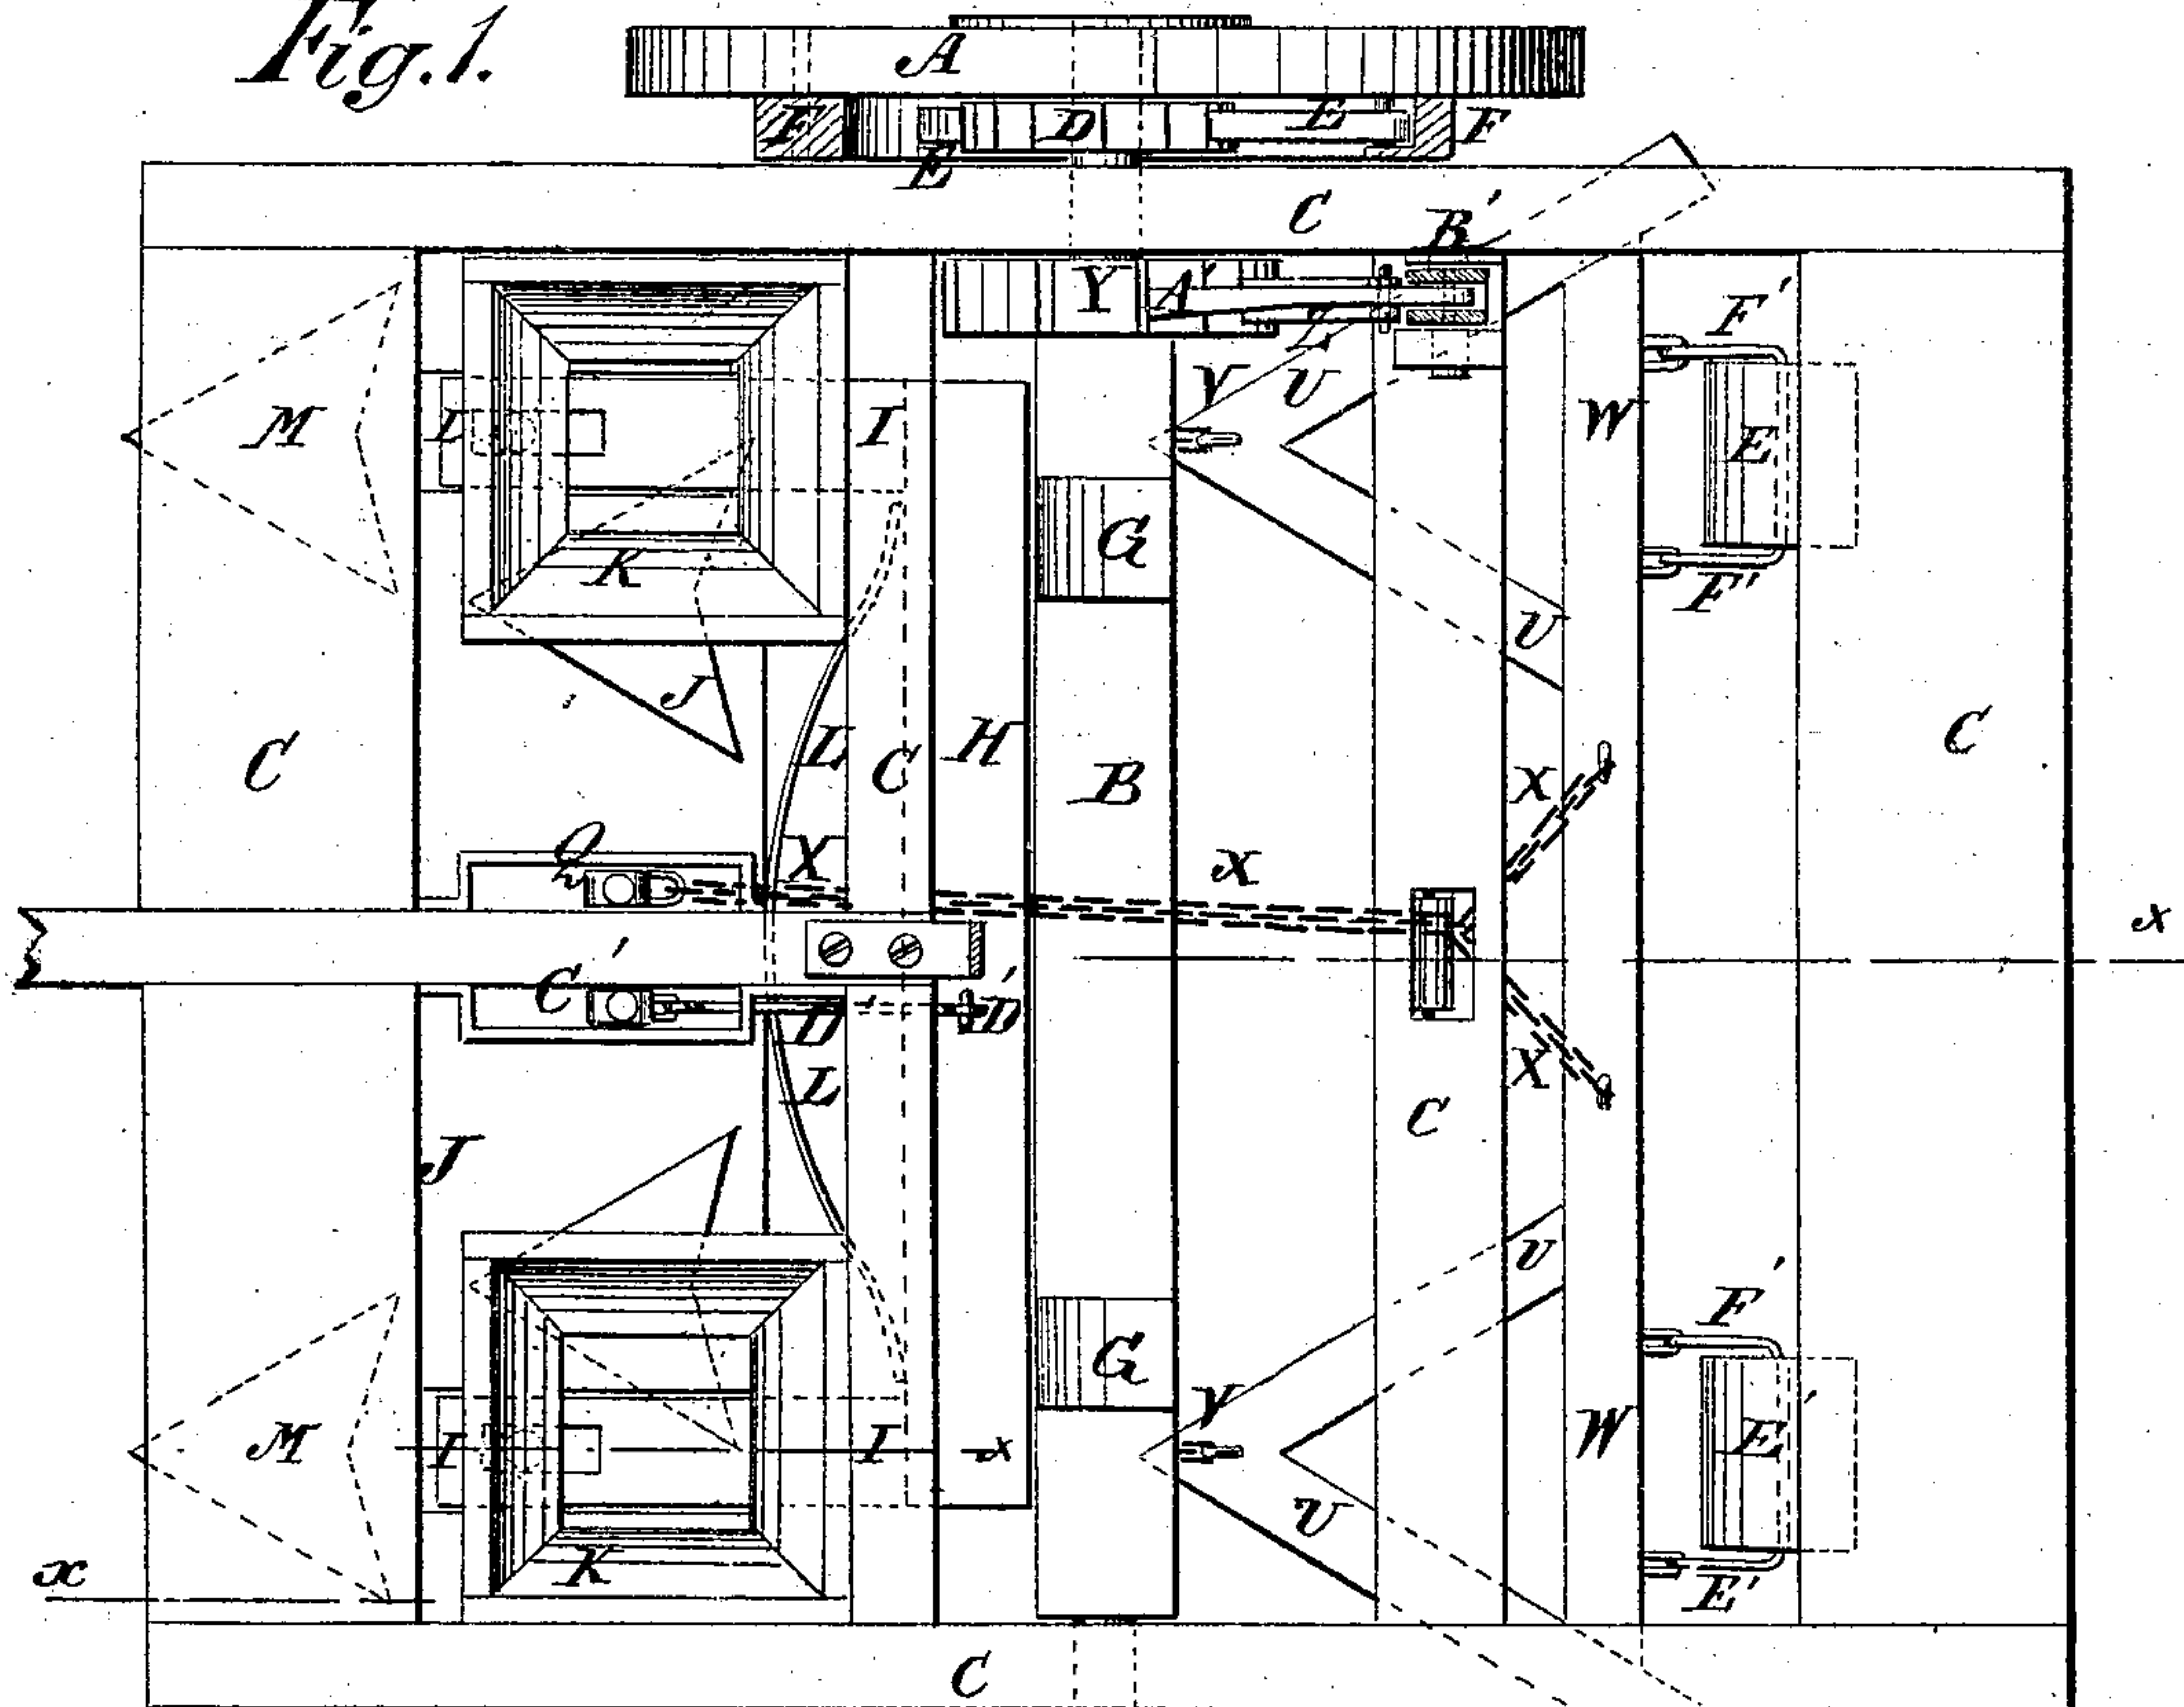 Fig. 1.
A
F D E F
E
C B'
Y A'
Z
F'
M I I V U W E'
G
K F'
U
J
C L C H B X C
O X X
x
C' D' D'
L X
C
J
U
F'
G
V
M I I x W E'
U
K
x E'
C